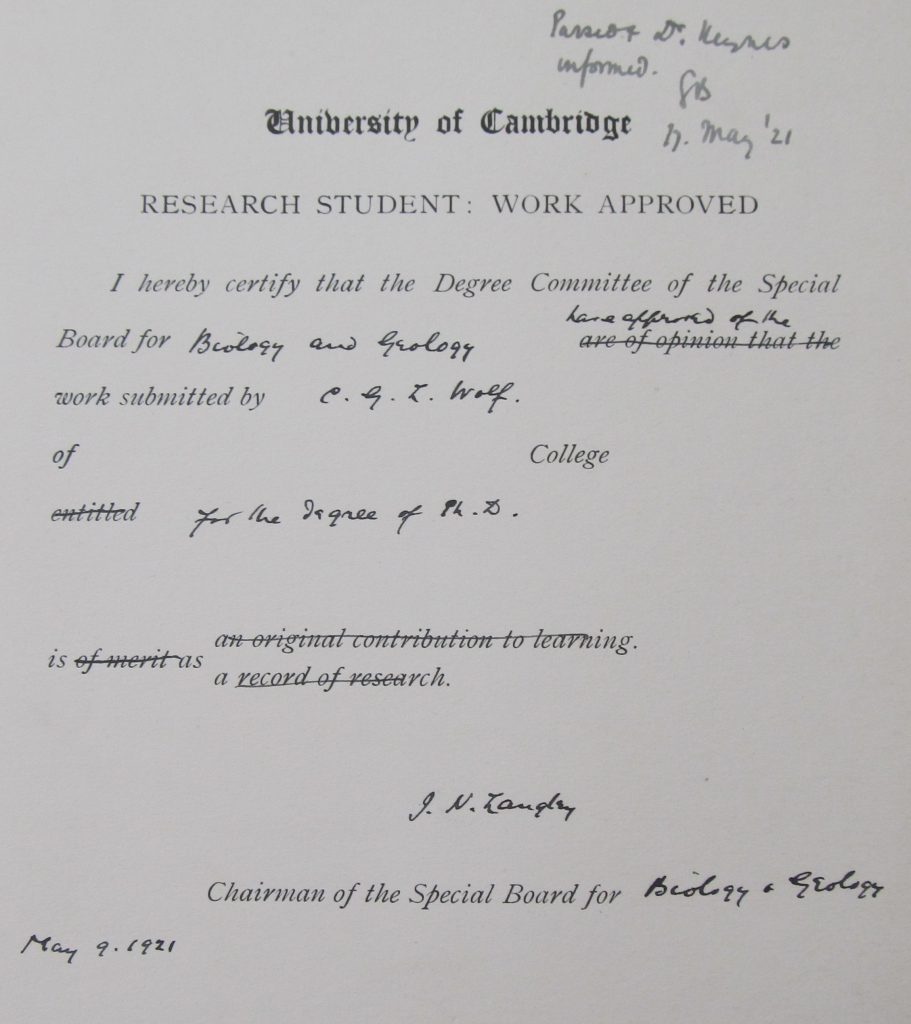 Passed & Dr. Keynes
informed.
GB
University of Cambridge
17. May '21
RESEARCH STUDENT: WORK APPROVED
I hereby certify that the Degree Committee of the Special
have approved of the
Board for Biology and Geology are of opinion that the
work submitted by C. G. L. Wolf.
of College
entitled for the degree of Ph.D.
an original contribution to learning.
is of merit as
a record of research.
J. N. Langley
Chairman of the Special Board for Biology & Geology
May 9. 1921